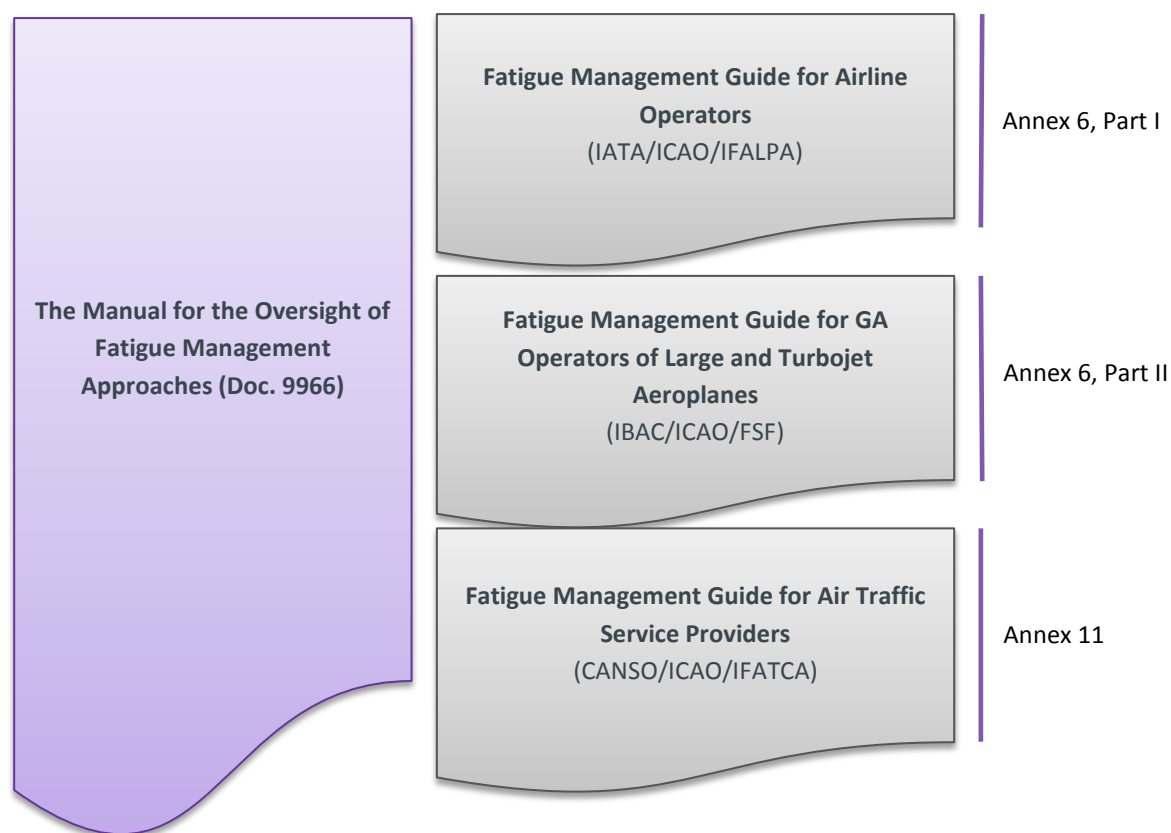 The Manual for the Oversight of
Fatigue Management
Approaches (Doc. 9966)
Fatigue Management Guide for Airline
Operators
(IATA/ICAO/IFALPA)
Annex 6, Part I
Fatigue Management Guide for GA
Operators of Large and Turbojet
Aeroplanes
(IBAC/ICAO/FSF)
Annex 6, Part II
Fatigue Management Guide for Air Traffic
Service Providers
(CANSO/ICAO/IFATCA)
Annex 11